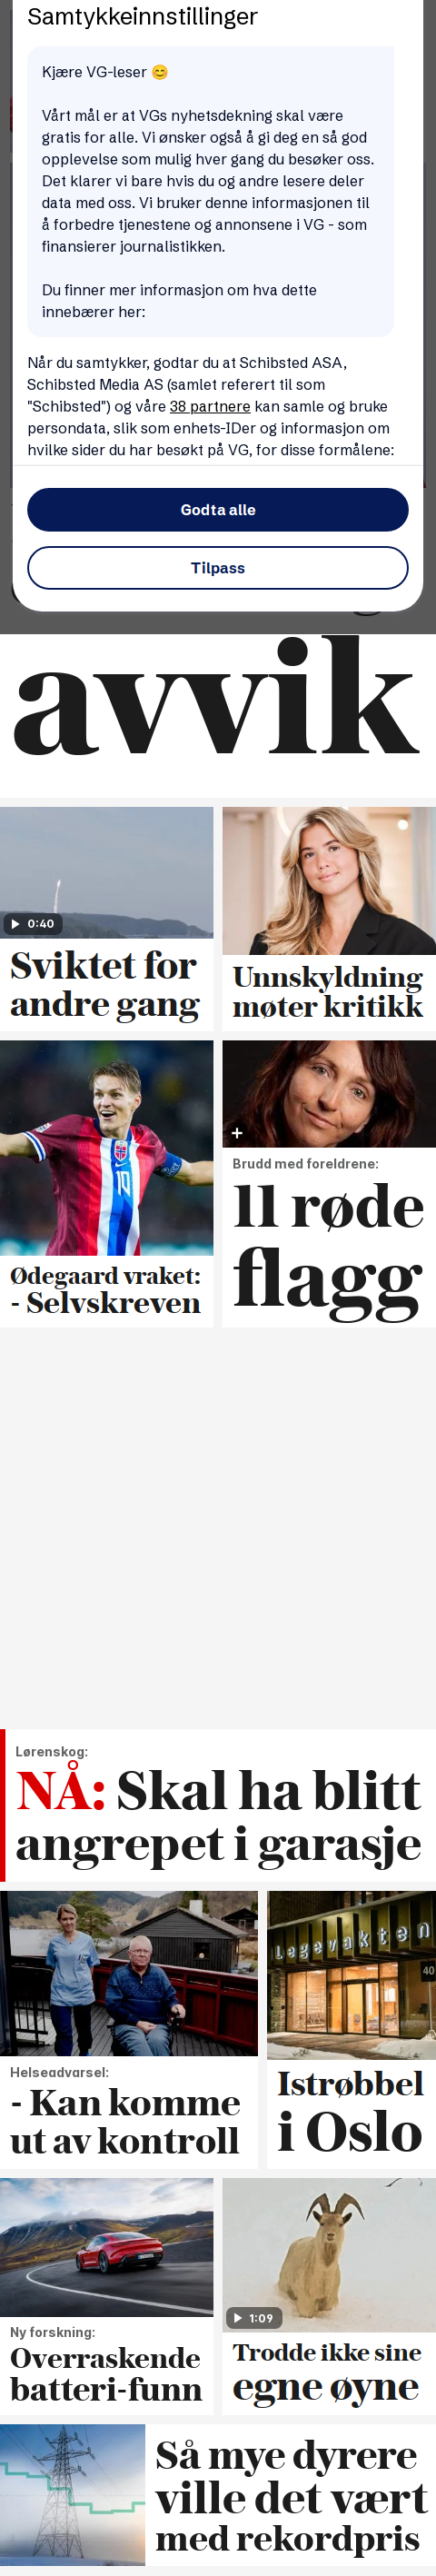 Samtykkeinnstillinger
Kjære VG-leser 😊
Vårt mål er at VGs nyhetsdekning skal være
gratis for alle. Vi ønsker også å gi deg en så god
opplevelse som mulig hver gang du besøker oss.
Det klarer vi bare hvis du og andre lesere deler
data med oss. Vi bruker denne informasjonen til
å forbedre tjenestene og annonsene i VG - som
finansierer journalistikken.
Du finner mer informasjon om hva dette
innebærer her:
Når du samtykker, godtar du at Schibsted ASA,
Schibsted Media AS (samlet referert til som
"Schibsted") og våre 38 partnere kan samle og bruke
persondata, slik som enhets-IDer og informasjon om
hvilke sider du har besøkt på VG, for disse formålene:
Godta alle
Tilpass
avvik
0:40
Sviktet for
andre gang
Unnskyldning
møter kritikk
10
Ødegaard vraket:
- Selvskreven
Brudd med foreldrene:
11 røde
flagg
Lørenskog:
NÅ: Skal ha blitt
angrepet i garasje
Helseadvarsel:
- Kan komme
ut av kontroll
Legevakten
40
Istrøbbel
i Oslo
Ny forskning:
Overraskende
batteri-funn
1:09
Trodde ikke sine
egne øyne
Så mye dyrere
ville det vært
med rekordpris